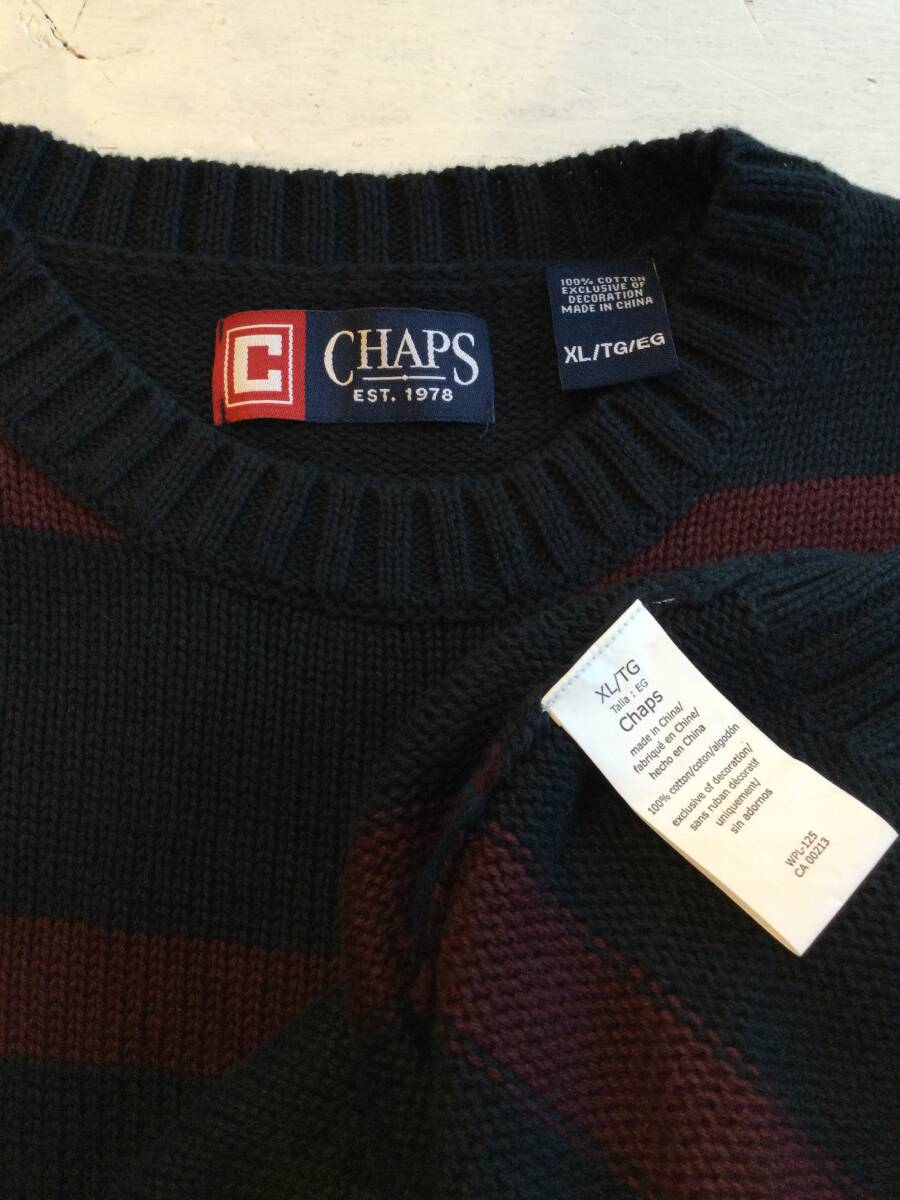 C
CHAPS
EST. 1978
100% COTTON
EXCLUSIVE OF
DECORATION
MADE IN CHINA
XL/TG/EG
XL/TG
Talla : EG
Chaps
made in China/
fabriqué en Chine/
hecho en China
100% cotton/coton/algodón
exclusive of decoration/
sans ruban décoratif
uniquement/
sin adornos
WPL-125
CA 00213